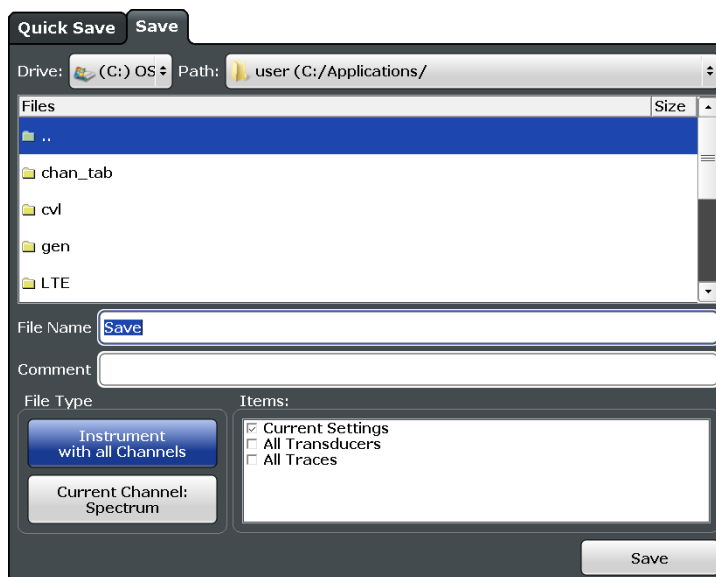 Quick Save Save
Drive: (C:) OS Path: user (C:/Applications/
Files Size
..
chan_tab
cvl
gen
LTE
File Name Save
Comment
File Type Items:
Instrument
with all Channels
Current Channel:
Spectrum
Current Settings
All Transducers
All Traces
Save